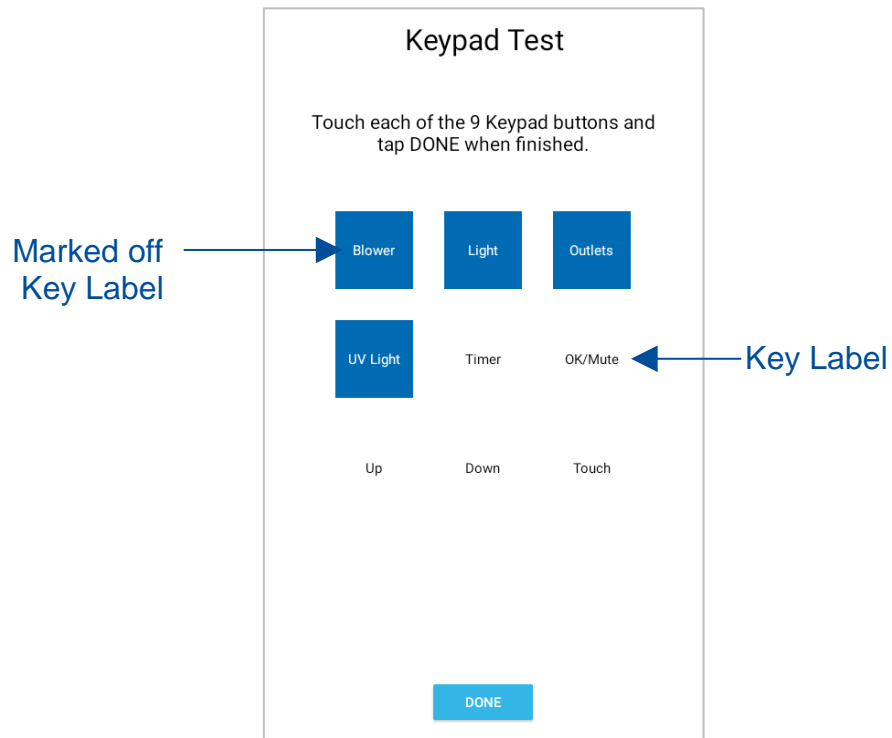 Keypad Test
Touch each of the 9 Keypad buttons and
tap DONE when finished.
Marked off
Key Label
Blower
Light
Outlets
UV Light
Timer
OK/Mute
Key Label
Up
Down
Touch
DONE